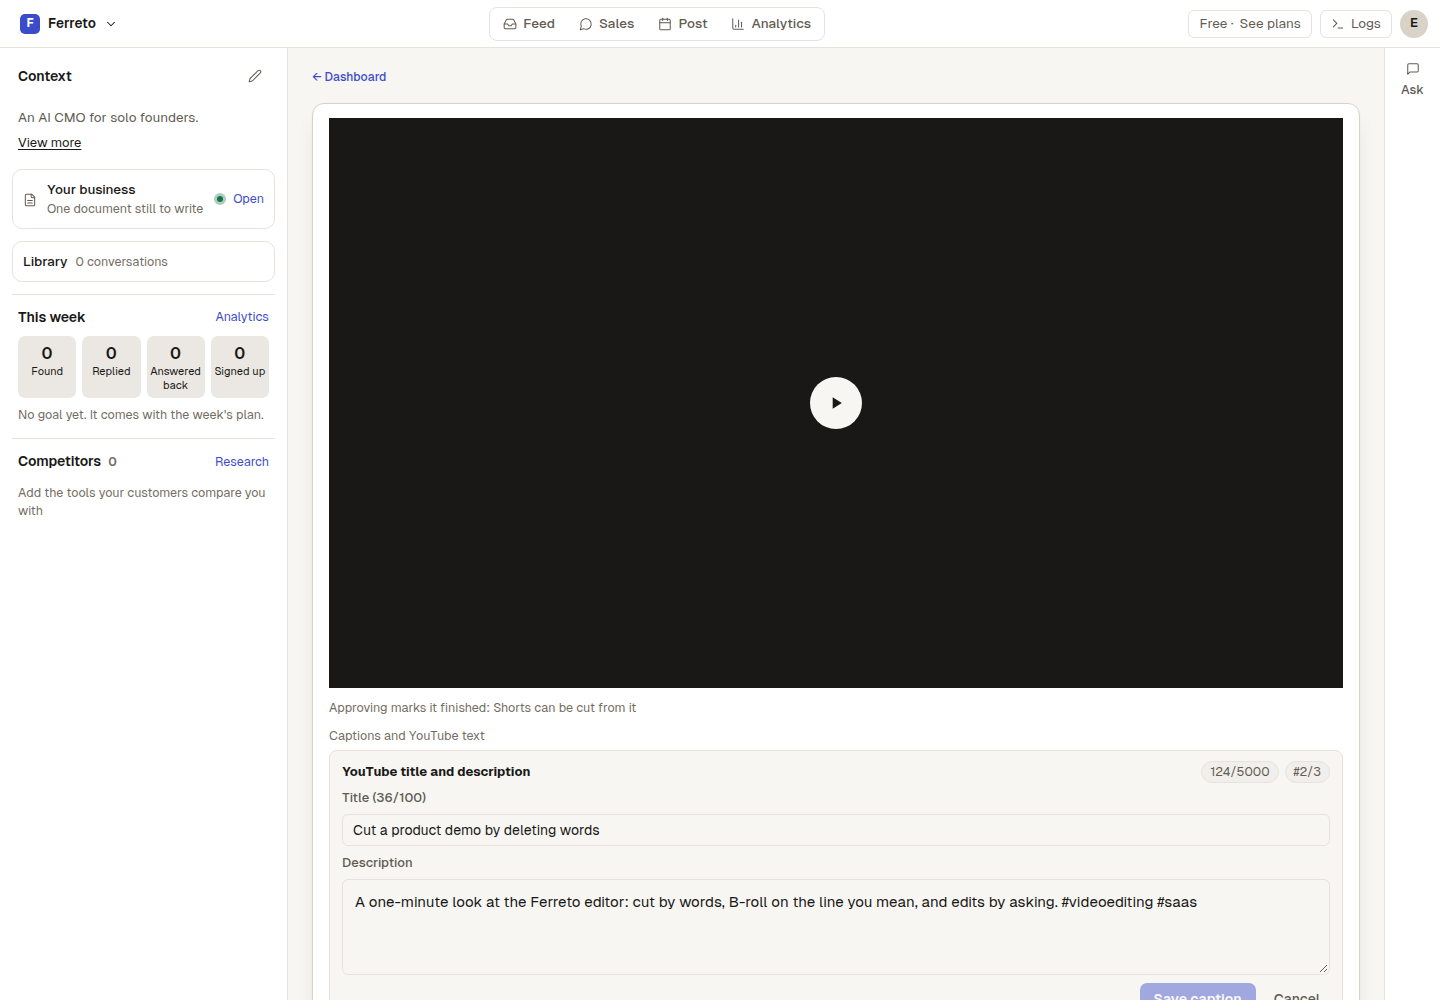 F Ferreto
Feed Sales Post Analytics
Free · See plans
Logs
E
Context
An AI CMO for solo founders.
View more
Your business
One document still to write
Open
Library 0 conversations
This week
Analytics
0 Found
0 Replied
0 Answered back
0 Signed up
No goal yet. It comes with the week's plan.
Competitors 0
Research
Add the tools your customers compare you
with
← Dashboard
Approving marks it finished: Shorts can be cut from it
Captions and YouTube text
YouTube title and description
124/5000 #2/3
Title (36/100)
Cut a product demo by deleting words
Description
A one-minute look at the Ferreto editor: cut by words, B-roll on the line you mean, and edits by asking. #videoediting #saas
Save caption Cancel
Ask